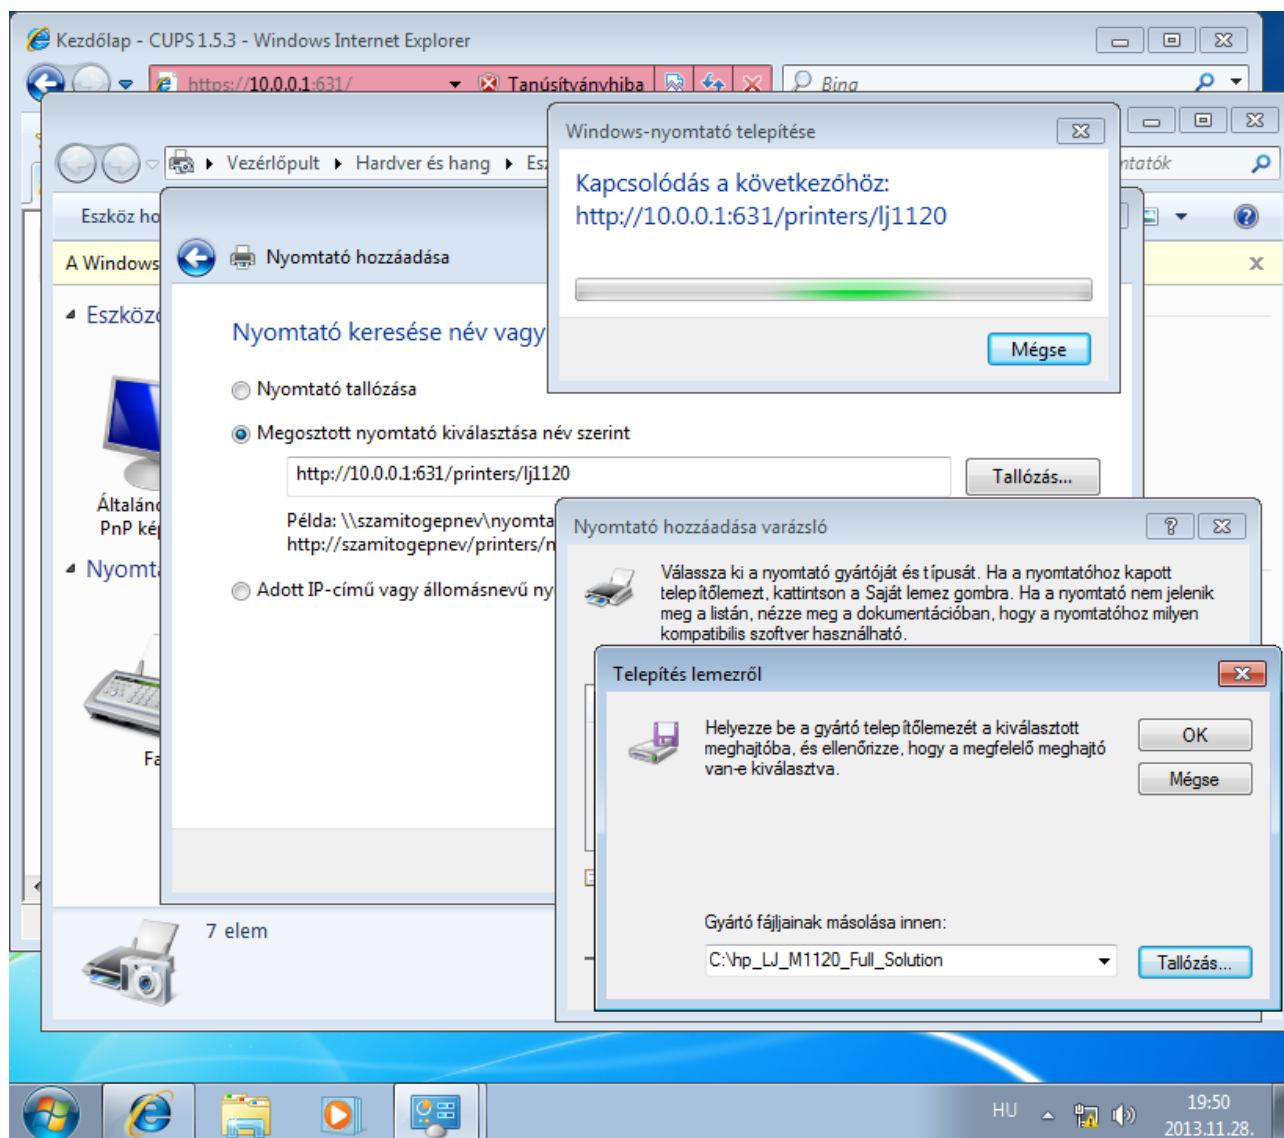 Kezdőlap - CUPS 1.5.3 - Windows Internet Explorer
https://10.0.0.1:631/
Tanúsítványhiba
Bing
Windows-nyomtató telepítése
Kapcsolódás a következőhöz:
http://10.0.0.1:631/printers/lj1120
Mégse
Vezérlőpult
Hardver és hang
Esz
Eszköz ho
A Windows
Eszközö
Általáno
PnP kép
Nyomta
Fa
7 elem
Nyomtató hozzáadása
Nyomtató keresése név vagy
Nyomtató tallózása
Megosztott nyomtató kiválasztása név szerint
http://10.0.0.1:631/printers/lj1120
Tallózás...
Példa: \\szamitogepnev\nyomta
http://szamitogepnev/printers/n
Adott IP-című vagy állomásnevű ny
Nyomtató hozzáadása varázsló
Válassza ki a nyomtató gyártóját és típusát. Ha a nyomtatóhoz kapott
telepítőlemezt, kattintson a Saját lemez gombra. Ha a nyomtató nem jelenik
meg a listán, nézze meg a dokumentációban, hogy a nyomtatóhoz milyen
kompatibilis szoftver használható.
Telepítés lemezről
Helyezze be a gyártó telepítőlemezét a kiválasztott
meghajtóba, és ellenőrizze, hogy a megfelelő meghajtó
van-e kiválasztva.
OK
Mégse
Gyártó fájljainak másolása innen:
C:\hp_LJ_M1120_Full_Solution
Tallózás...
HU
19:50
2013.11.28.